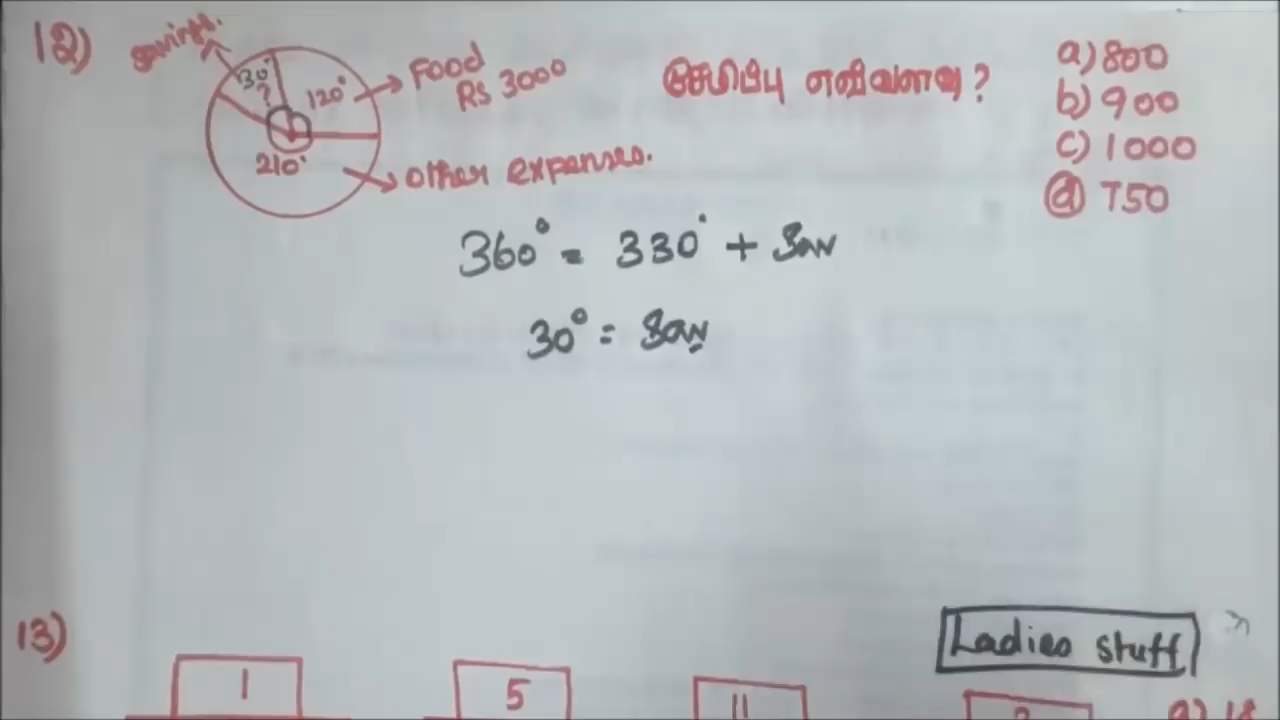 12)
savings.
30°
?
120°
Food
RS 3000
210°
other expenses.
சேமிப்பு எவ்வளவு?
a) 800
b) 900
c) 1000
d) 750
360° = 330° + Sav
30° = Sav
13)
Ladies stuff
1
5
11